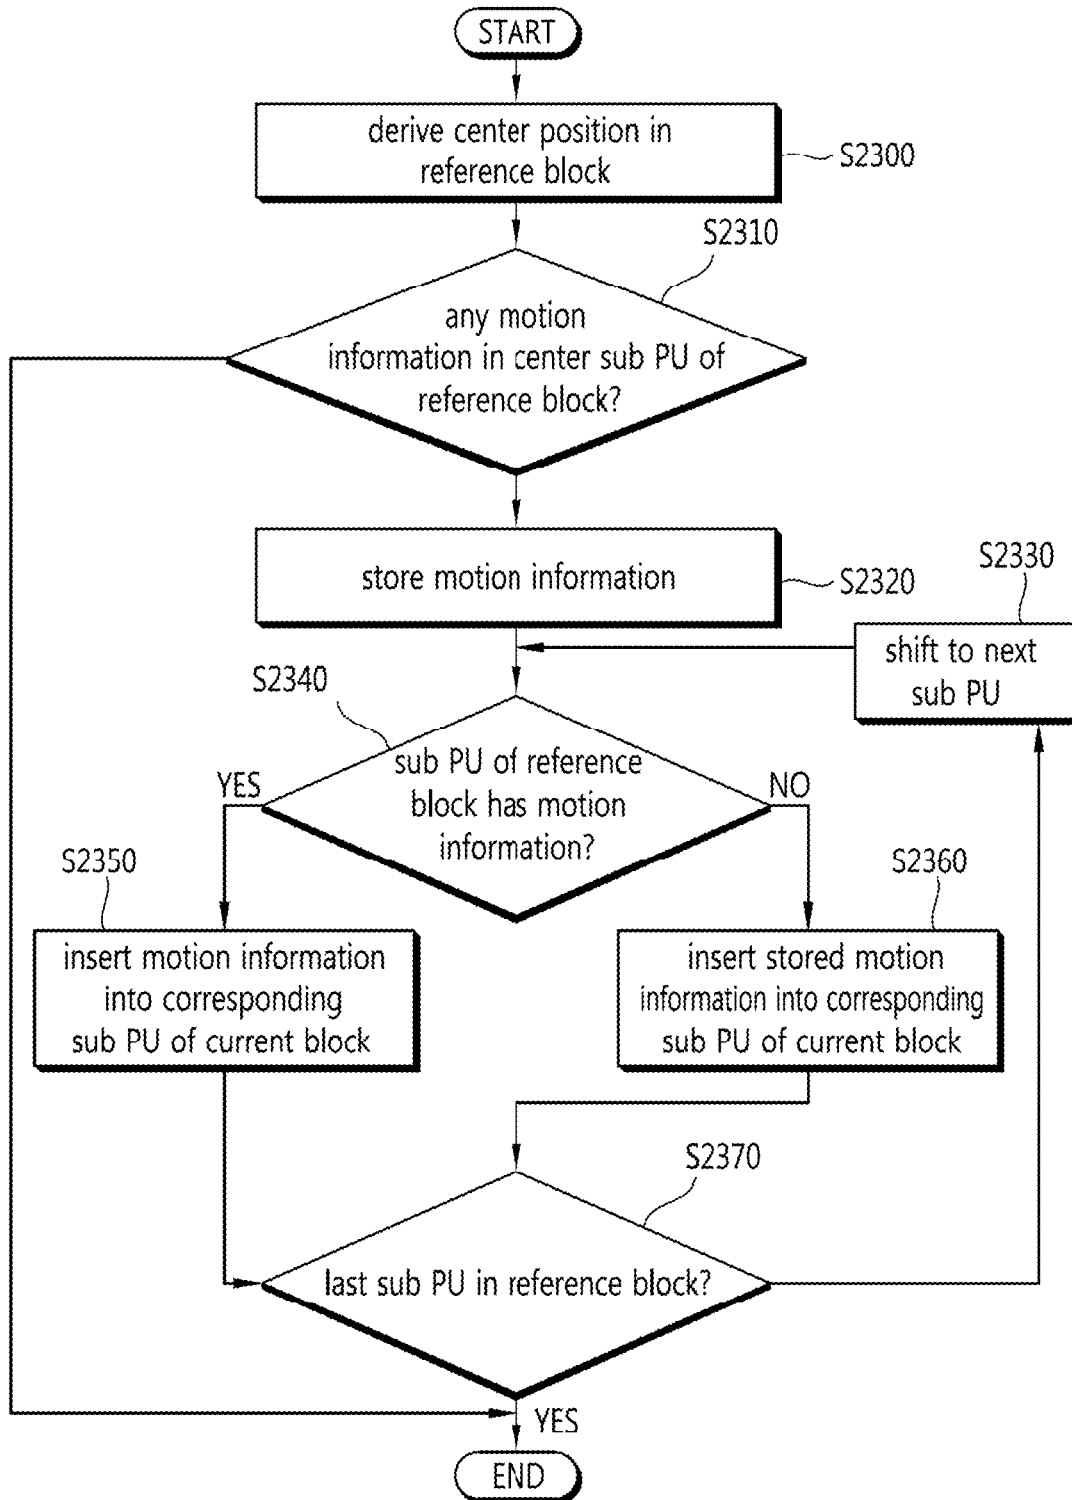 START
derive center position in
reference block
S2300
S2310
any motion
information in center sub PU of
reference block?
store motion information
S2320
S2330
shift to next
sub PU
S2340
sub PU of reference
block has motion
information?
YES
NO
S2350
insert motion information
into corresponding
sub PU of current block
S2360
insert stored motion
information into corresponding
sub PU of current block
S2370
last sub PU in reference block?
YES
END